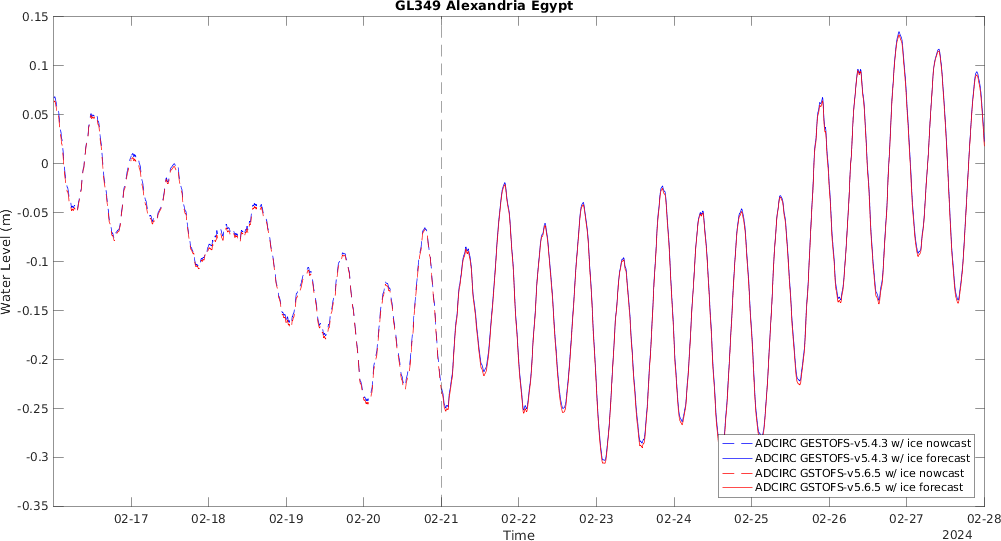 GL349 Alexandria Egypt
0.15
0.1
0.05
0
-0.05
-0.1
-0.15
-0.2
-0.25
-0.3
-0.35
Water Level (m)
02-17 02-18 02-19 02-20 02-21 02-22 02-23 02-24 02-25 02-26 02-27 02-28
Time
2024
ADCIRC GESTOFS-v5.4.3 w/ ice nowcast
ADCIRC GESTOFS-v5.4.3 w/ ice forecast
ADCIRC GSTOFS-v5.6.5 w/ ice nowcast
ADCIRC GSTOFS-v5.6.5 w/ ice forecast